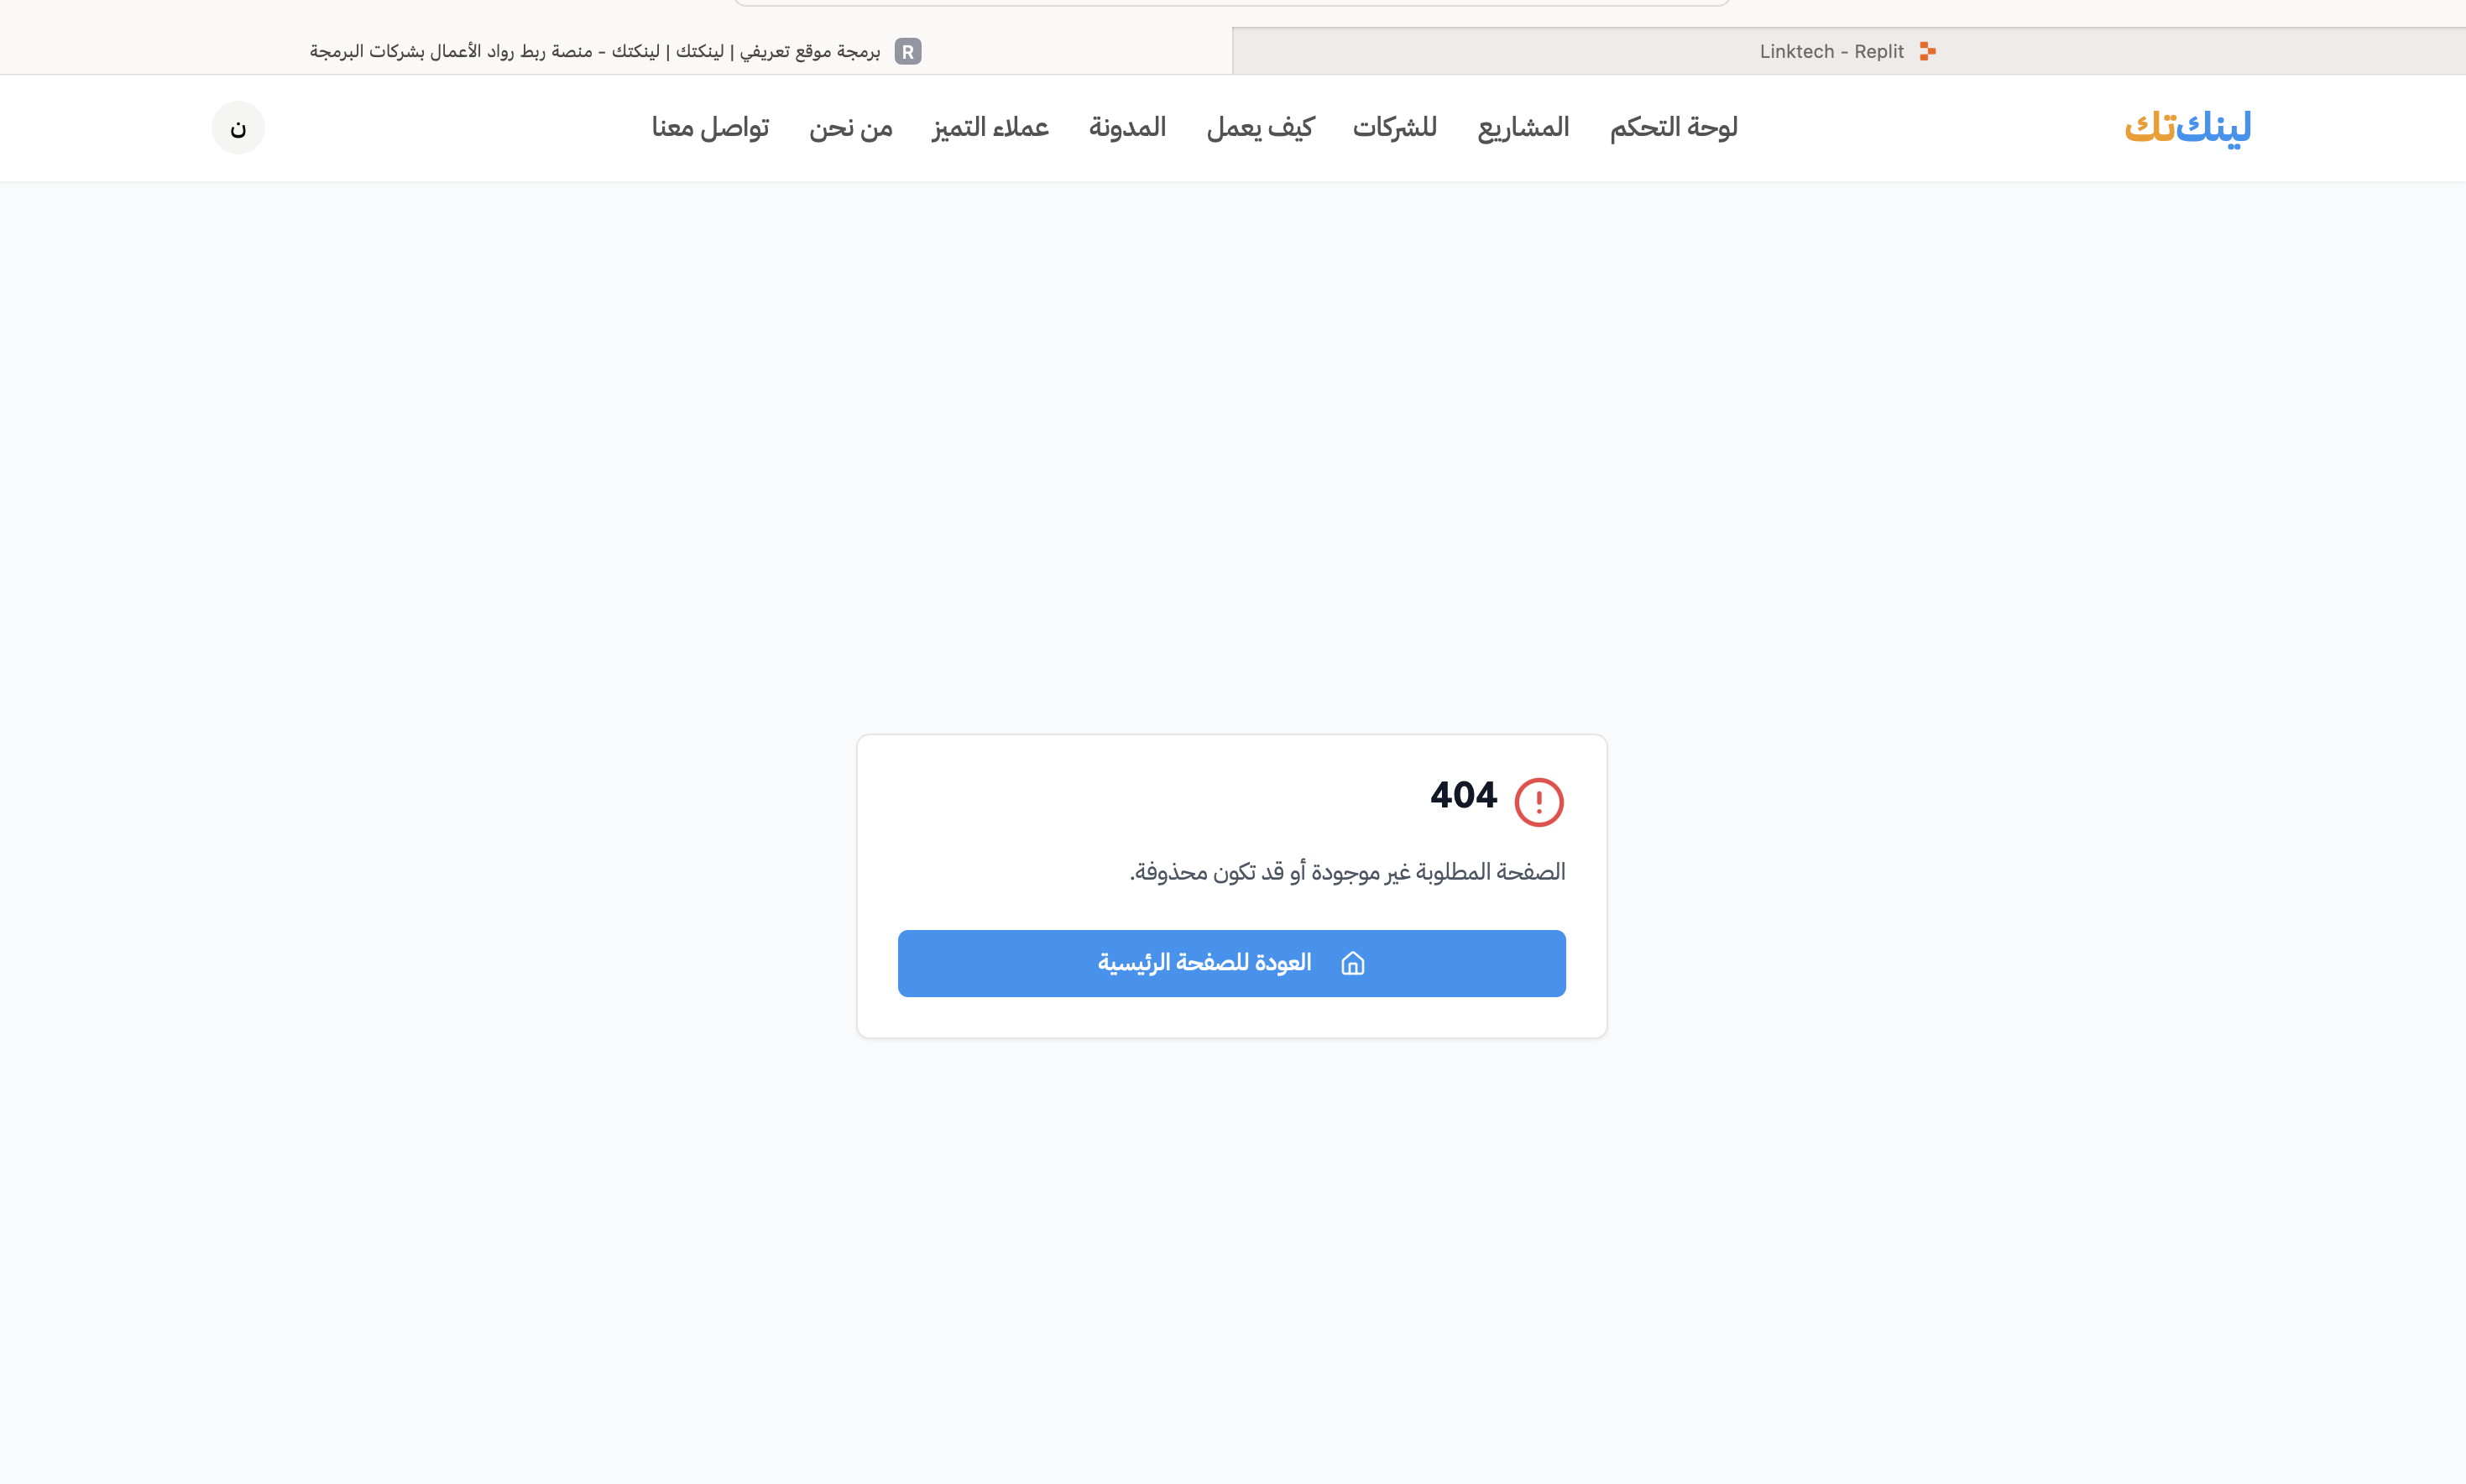 Linktech - Replit
R برمجة موقع تعريفي | لينكتك | لينكتك - منصة ربط رواد الأعمال بشركات البرمجة
لينكتك
لوحة التحكم المشاريع للشركات كيف يعمل المدونة عملاء التميز من نحن تواصل معنا
ن
404
الصفحة المطلوبة غير موجودة أو قد تكون محذوفة.
العودة للصفحة الرئيسية